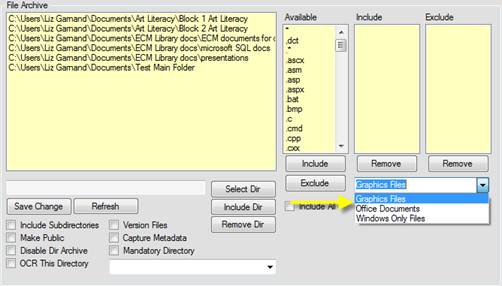 File Archive
C:\Users\Liz Gamand\Documents\Art Literacy\Block 1 Art Literacy
C:\Users\Liz Gamand\Documents\Art Literacy\Block 2 Art Literacy
C:\Users\Liz Gamand\Documents\ECM Library docs\ECM documents for c
C:\Users\Liz Gamand\Documents\ECM Library docs\microsoft SQL docs
C:\Users\Liz Gamand\Documents\ECM Library docs\presentations
C:\Users\Liz Gamand\Documents\Test Main Folder
Available Include Exclude
,dct
.*
.ascx
.asm
.asp
.aspx
.bat
.bmp
.c
.cmd
.cpp
.cxx
Include Remove Remove
Exclude Graphics Files
Graphics Files
Office Documents
Windows Only Files
Include All
Select Dir
Save Change Refresh Include Dir
Remove Dir
Include Subdirectories Version Files
Make Public Capture Metadata
Disable Dir Archive Mandatory Directory
OCR This Directory